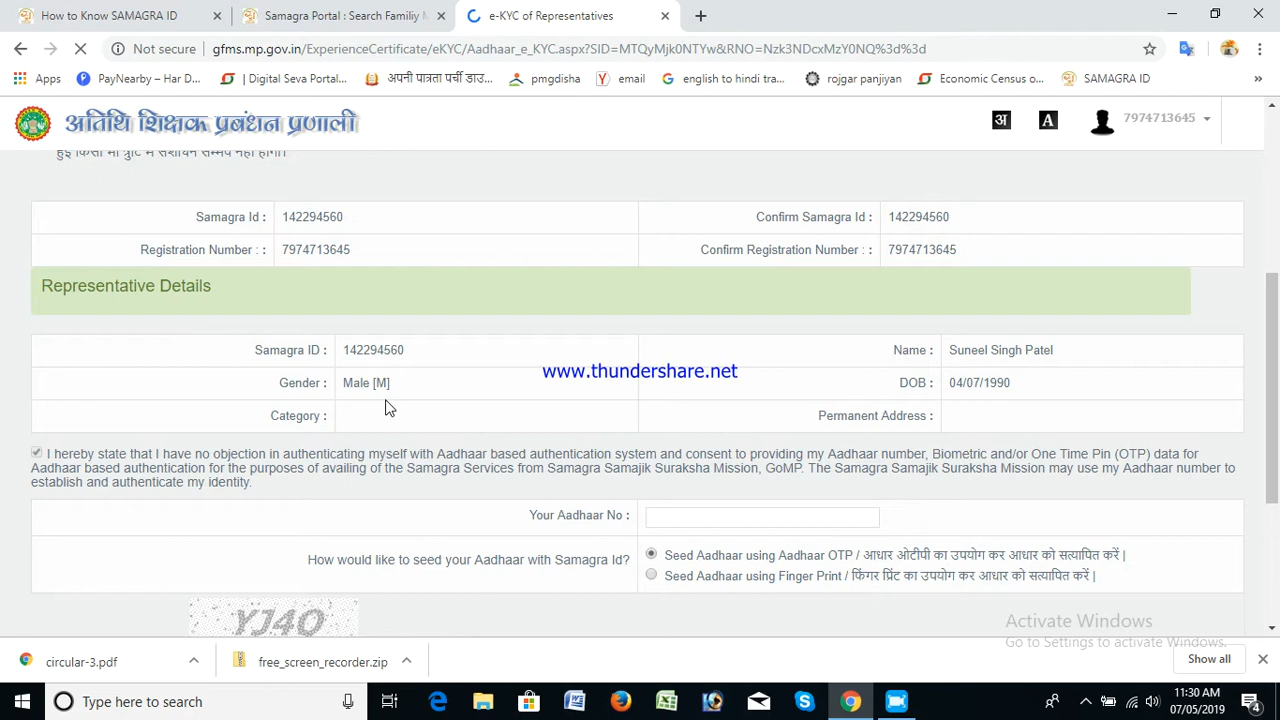 How to Know SAMAGRA ID
Samagra Portal : Search Familiy M
e-KYC of Representatives
Not secure
gfms.mp.gov.in/ExperienceCertificate/eKYC/Aadhaar_e_KYC.aspx?SID=MTQyMjk0NTYw&RNO=Nzk3NDcxMzY0NQ%3d%3d
Apps
PayNearby – Har D...
| Digital Seva Portal...
अपनी पात्रता पर्ची डाउ...
pmgdisha
email
english to hindi tra...
rojgar panjiyan
Economic Census o...
SAMAGRA ID
»
अतिथि शिक्षक प्रबंधन प्रणाली
अ
A
7974713645
हुई किसी भी त्रुटि में संशोधन सम्भव नहीं होगा।
Samagra Id :
142294560
Confirm Samagra Id :
142294560
Registration Number : :
7974713645
Confirm Registration Number : :
7974713645
Representative Details
Samagra ID :
142294560
Name :
Suneel Singh Patel
www.thundershare.net
Gender :
Male [M]
DOB :
04/07/1990
Category :
Permanent Address :
I hereby state that I have no objection in authenticating myself with Aadhaar based authentication system and consent to providing my Aadhaar number, Biometric and/or One Time Pin (OTP) data for
Aadhaar based authentication for the purposes of availing of the Samagra Services from Samagra Samajik Suraksha Mission, GoMP. The Samagra Samajik Suraksha Mission may use my Aadhaar number to
establish and authenticate my identity.
Your Aadhaar No :
How would like to seed your Aadhaar with Samagra Id?
Seed Aadhaar using Aadhaar OTP / आधार ओटीपी का उपयोग कर आधार को सत्यापित करें |
Seed Aadhaar using Finger Print / फिंगर प्रिंट का उपयोग कर आधार को सत्यापित करें |
YJ4O
Activate Windows
Go to Settings to activate Windows.
circular-3.pdf
free_screen_recorder.zip
Show all
Type here to search
11:30 AM
07/05/2019
4